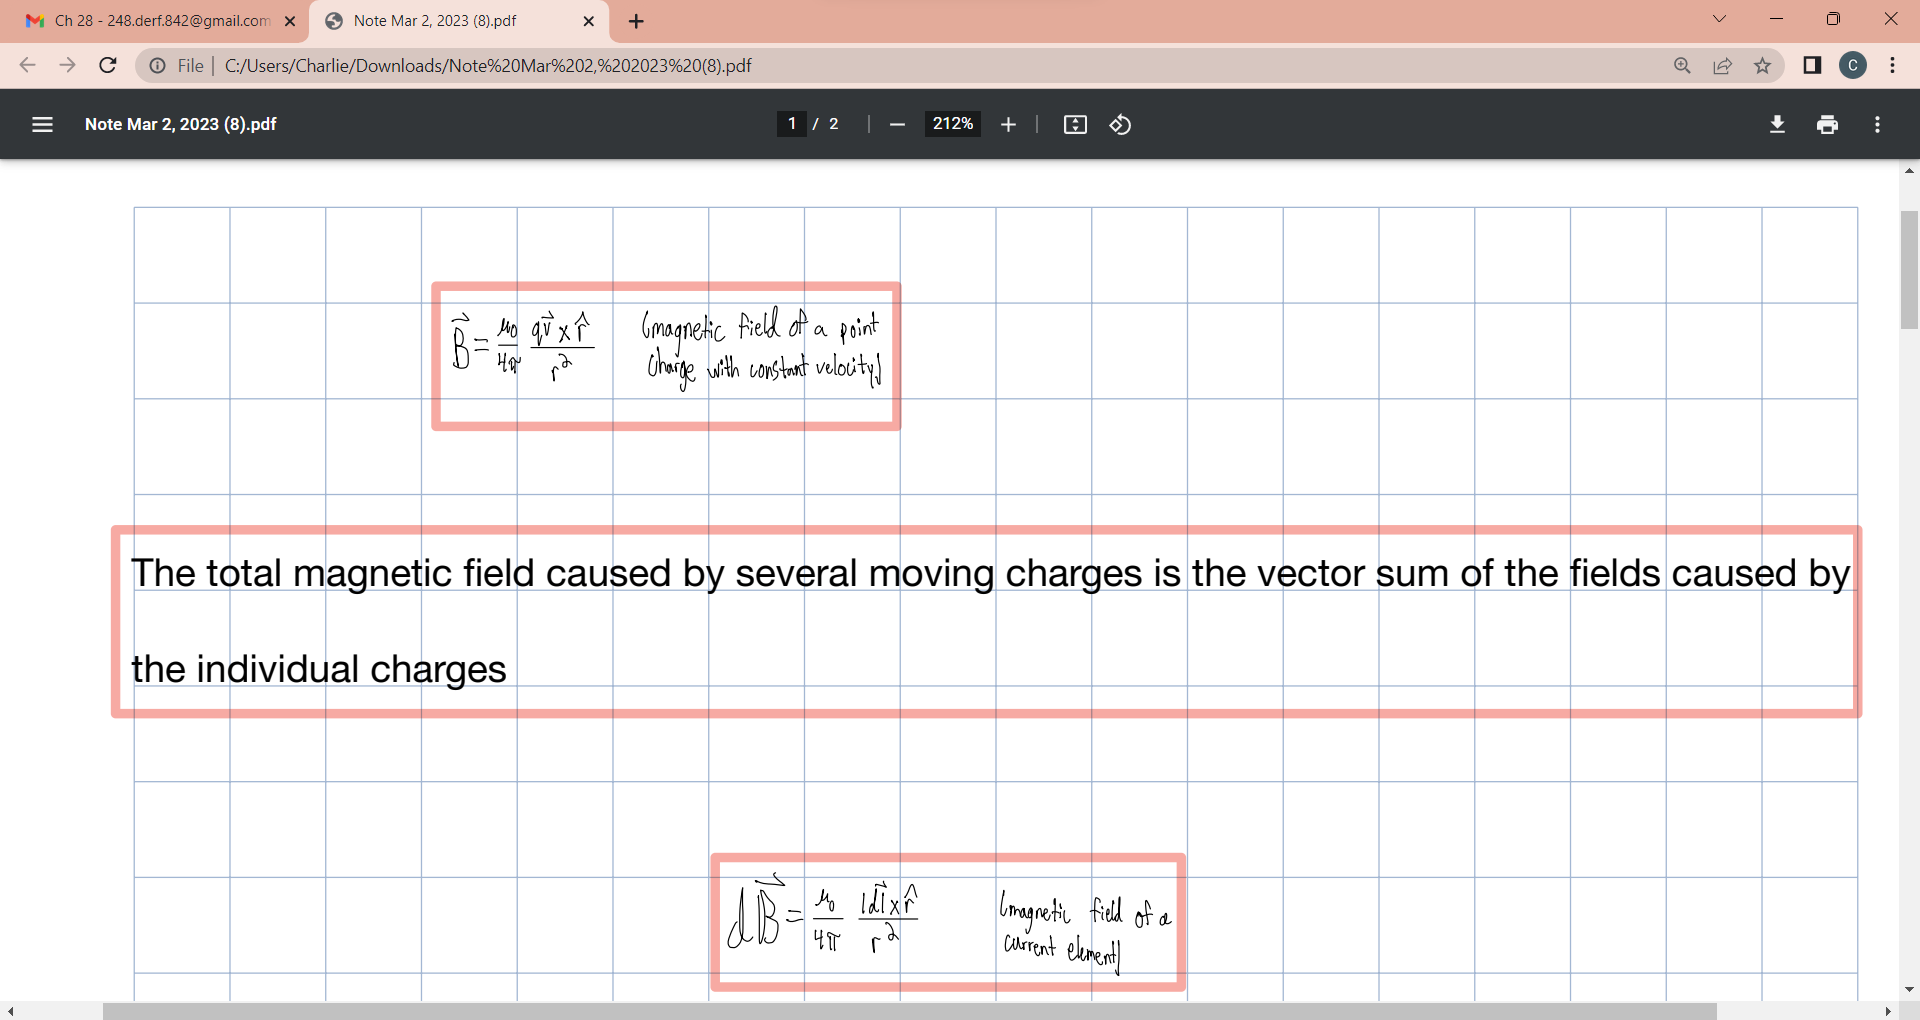 Ch 28 - 248.derf.842@gmail.com
Note Mar 2, 2023 (8).pdf
File | C:/Users/Charlie/Downloads/Note%20Mar%202,%202023%20(8).pdf
C
Note Mar 2, 2023 (8).pdf
1 / 2
212%
B⃗ = μ₀/4π qv⃗ × r̂/r² (magnetic field of a point
charge with constant velocity)
The total magnetic field caused by several moving charges is the vector sum of the fields caused by
the individual charges
dB⃗ = μ₀/4π Idl⃗ × r̂/r² (magnetic field of a
current element)